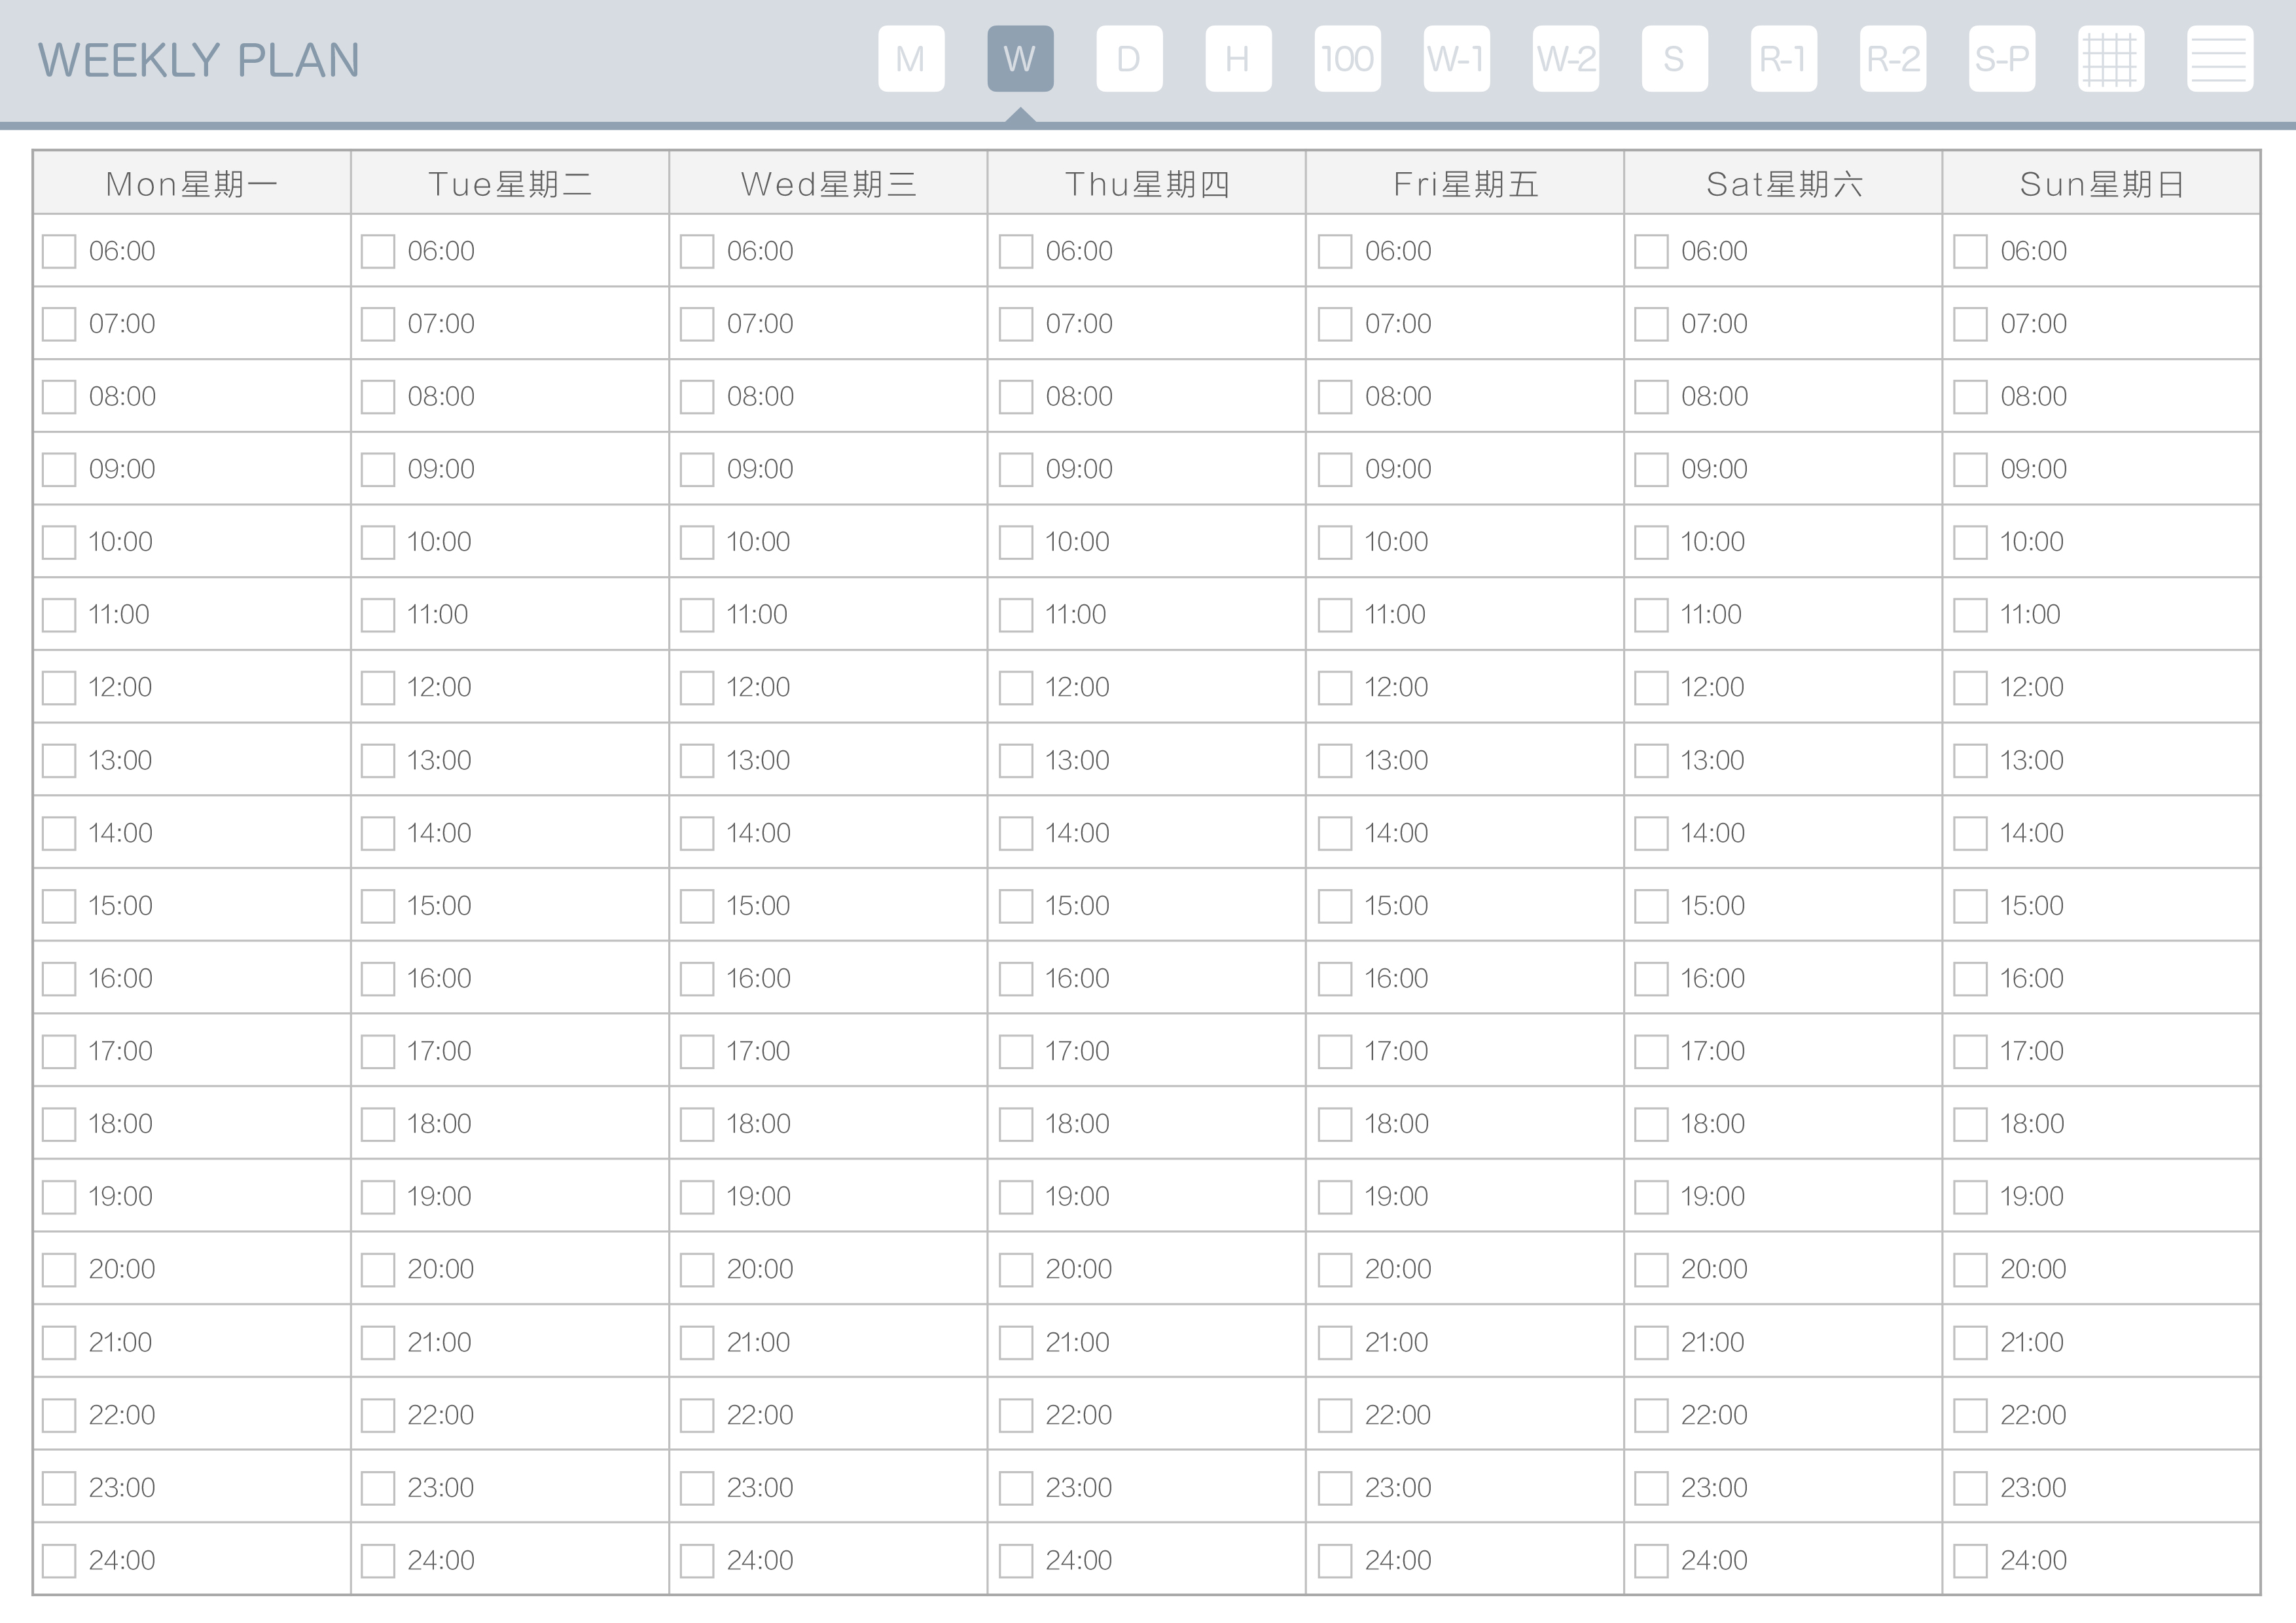 WEEKLY PLAN M W D H 100 W-1 W-2 S R-1 R-2 S-P
Mon星期一 Tue星期二 Wed星期三 Thu星期四 Fri星期五 Sat星期六 Sun星期日
06:00 06:00 06:00 06:00 06:00 06:00 06:00
07:00 07:00 07:00 07:00 07:00 07:00 07:00
08:00 08:00 08:00 08:00 08:00 08:00 08:00
09:00 09:00 09:00 09:00 09:00 09:00 09:00
10:00 10:00 10:00 10:00 10:00 10:00 10:00
11:00 11:00 11:00 11:00 11:00 11:00 11:00
12:00 12:00 12:00 12:00 12:00 12:00 12:00
13:00 13:00 13:00 13:00 13:00 13:00 13:00
14:00 14:00 14:00 14:00 14:00 14:00 14:00
15:00 15:00 15:00 15:00 15:00 15:00 15:00
16:00 16:00 16:00 16:00 16:00 16:00 16:00
17:00 17:00 17:00 17:00 17:00 17:00 17:00
18:00 18:00 18:00 18:00 18:00 18:00 18:00
19:00 19:00 19:00 19:00 19:00 19:00 19:00
20:00 20:00 20:00 20:00 20:00 20:00 20:00
21:00 21:00 21:00 21:00 21:00 21:00 21:00
22:00 22:00 22:00 22:00 22:00 22:00 22:00
23:00 23:00 23:00 23:00 23:00 23:00 23:00
24:00 24:00 24:00 24:00 24:00 24:00 24:00